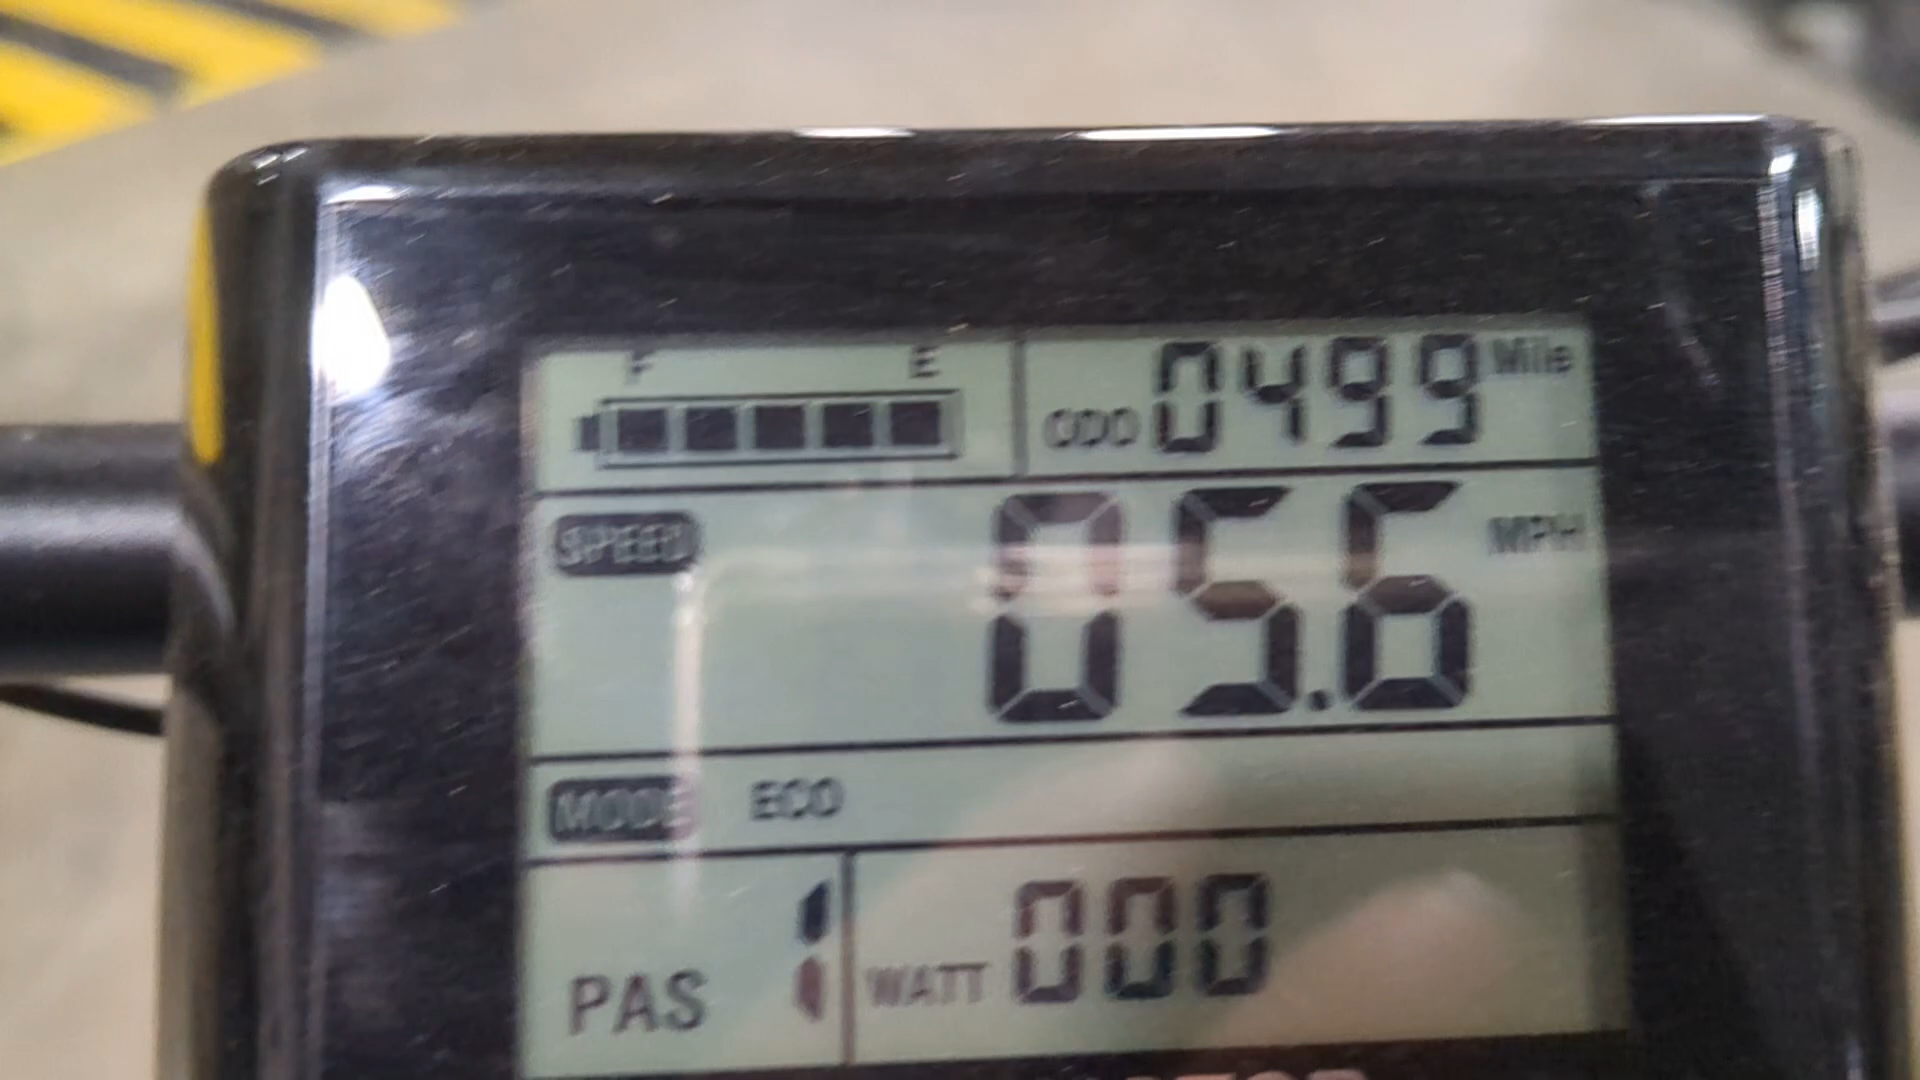 F E
ODO 0499 Mile
SPEED 05.6 MPH
MODE ECO
PAS 1 WATT 000